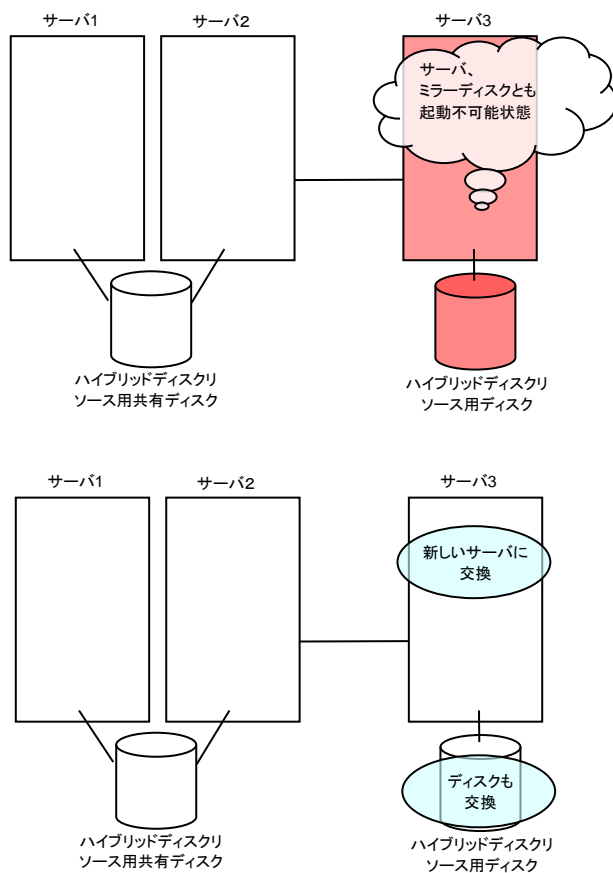 サーバ1
サーバ2
サーバ3
サーバ、
ミラーディスクとも
起動不可能状態
ハイブリッドディスクリ
ソース用共有ディスク
ハイブリッドディスクリ
ソース用ディスク
サーバ1
サーバ2
サーバ3
新しいサーバに
交換
ディスクも
交換
ハイブリッドディスクリ
ソース用共有ディスク
ハイブリッドディスクリ
ソース用ディスク